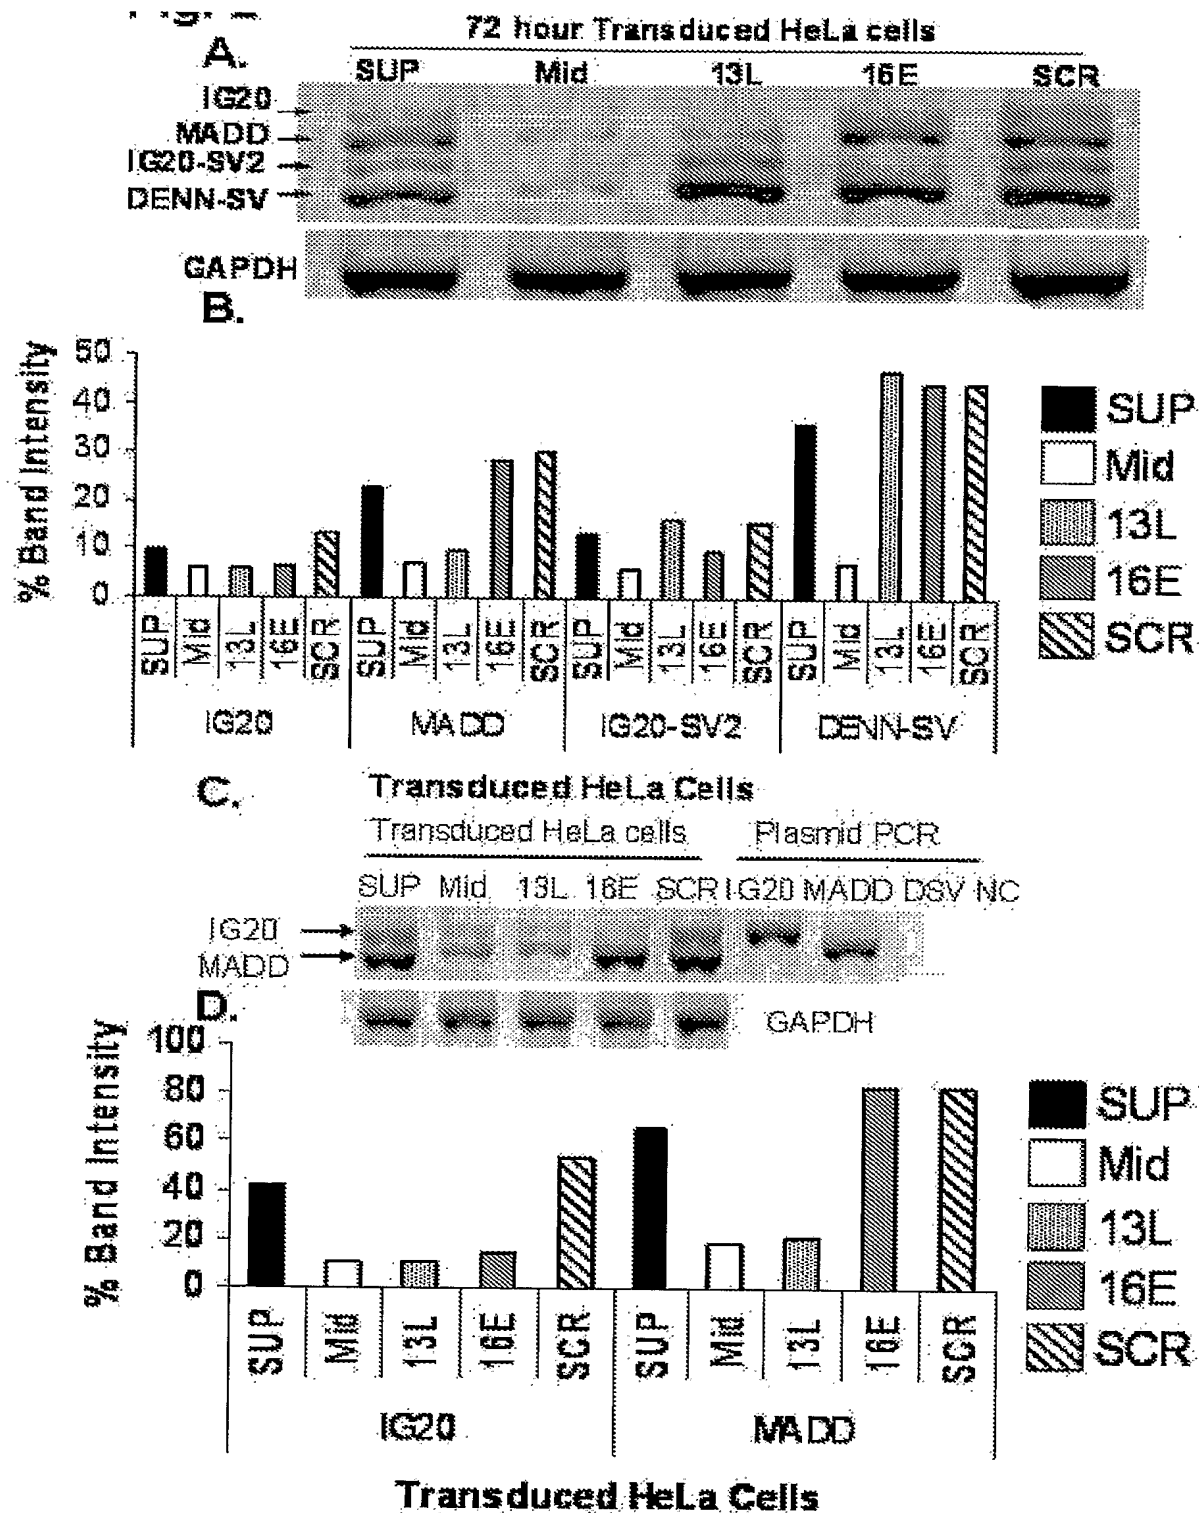 A.
72 hour Transduced HeLa cells
SUP Mid 13L 16E SCR
IG20
MADD
IG20-SV2
DENN-SV
GAPDH
B.
% Band Intensity
50
40
30
20
10
0
SUP Mid 13L 16E SCR SUP Mid 13L 16E SCR SUP Mid 13L 16E SCR SUP Mid 13L 16E SCR
IG20 MADD IG20-SV2 DENN-SV
SUP
Mid
13L
16E
SCR
Transduced HeLa Cells
C.
Transduced HeLa cells Plasmid PCR
SUP Mid 13L 16E SCR IG20 MADD DSV NC
IG20
MADD
GAPDH
D.
% Band Intensity
100
80
60
40
20
0
SUP Mid 13L 16E SCR SUP Mid 13L 16E SCR
IG20 MADD
SUP
Mid
13L
16E
SCR
Transduced HeLa Cells